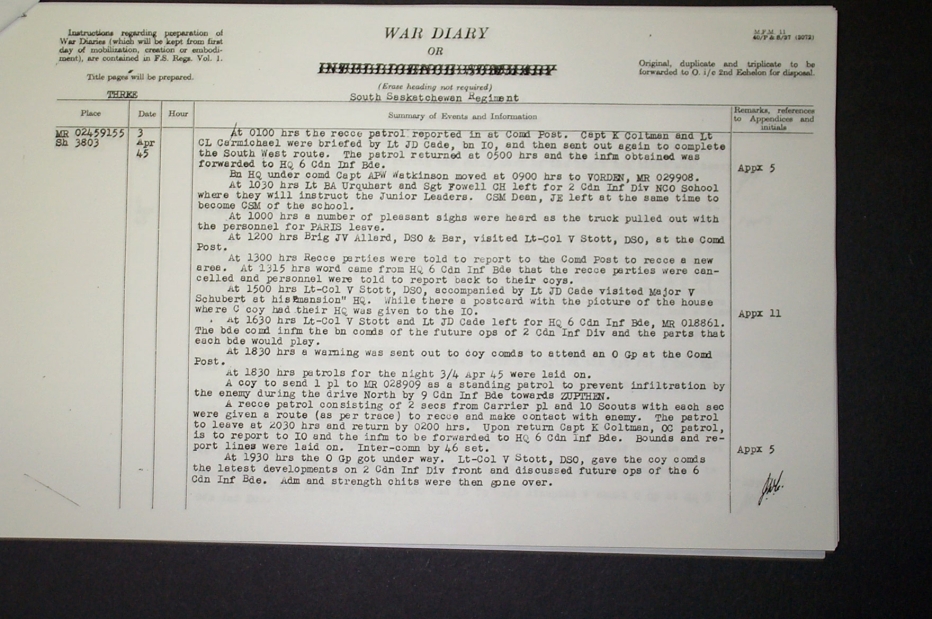 Instructions regarding preparation of
War Diaries (which will be kept from first
day of mobilization, creation or embodi-
ment), are contained in F.S. Regs. Vol. 1.
Title pages will be prepared.
THREE
WAR DIARY
OR
INTELLIGENCE SUMMARY
(Erase heading not required)
South Saskatchewan Regiment
M.F.M. 11
Original, duplicate and triplicate to be
forwarded to O. i/c 2nd Echelon for disposal.
Place Date Hour Summary of Events and Information
Remarks, references
to Appendices and
initials
MR 02459155
Sh 3803
3
Apr
45
At 0100 hrs the recce patrol reported in at Comd Post. Capt K Coltman and Lt
CL Carmichael were briefed by Lt JD Cade, bn IO, and then sent out again to complete
the South West route. The patrol returned at 0500 hrs and the infm obtained was
forwarded to HQ 6 Cdn Inf Bde.
Appx 5
Bn HQ under comd Capt APW Watkinson moved at 0900 hrs to VORDEN, MR 029908.
At 1030 hrs Lt BA Urquhart and Sgt Fowell CH left for 2 Cdn Inf Div NCO School
where they will instruct the Junior Leaders. CSM Dean, JE left at the same time to
become CSM of the school.
At 1000 hrs a number of pleasant sighs were heard as the truck pulled out with
the personnel for PARIS leave.
At 1200 hrs Brig JV Allard, DSO & Bar, visited Lt-Col V Stott, DSO, at the Comd
Post.
At 1300 hrs Recce parties were told to report to the Comd Post to recce a new
area. At 1315 hrs word came from HQ 6 Cdn Inf Bde that the recce parties were can-
celled and personnel were told to report back to their coys.
At 1500 hrs Lt-Col V Stott, DSO, accompanied by Lt JD Cade visited Major V
Schubert at his "mansion" HQ. While there a postcard with the picture of the house
where C coy had their HQ was given to the IO.
Appx 11
At 1630 hrs Lt-Col V Stott and Lt JD Cade left for HQ 6 Cdn Inf Bde, MR 018861.
The bde comd infm the bn comds of the future ops of 2 Cdn Inf Div and the parts that
each bde would play.
At 1830 hrs a warning was sent out to coy comds to attend an O Gp at the Comd
Post.
At 1830 hrs patrols for the night 3/4 Apr 45 were laid on.
A coy to send 1 pl to MR 028909 as a standing patrol to prevent infiltration by
the enemy during the drive North by 9 Cdn Inf Bde towards ZUPTHEN.
A recce patrol consisting of 2 secs from Carrier pl and 10 Scouts with each sec
were given a route (as per trace) to recce and make contact with enemy. The patrol
to leave at 2030 hrs and return by 0200 hrs. Upon return Capt K Coltman, OC patrol,
is to report to IO and the infm to be forwarded to HQ 6 Cdn Inf Bde. Bounds and re-
port lines were laid on. Inter-comn by 46 set.
Appx 5
At 1930 hrs the O Gp got under way. Lt-Col V Stott, DSO, gave the coy comds
the latest developments on 2 Cdn Inf Div front and discussed future ops of the 6
Cdn Inf Bde. Adm and strength chits were then gone over.